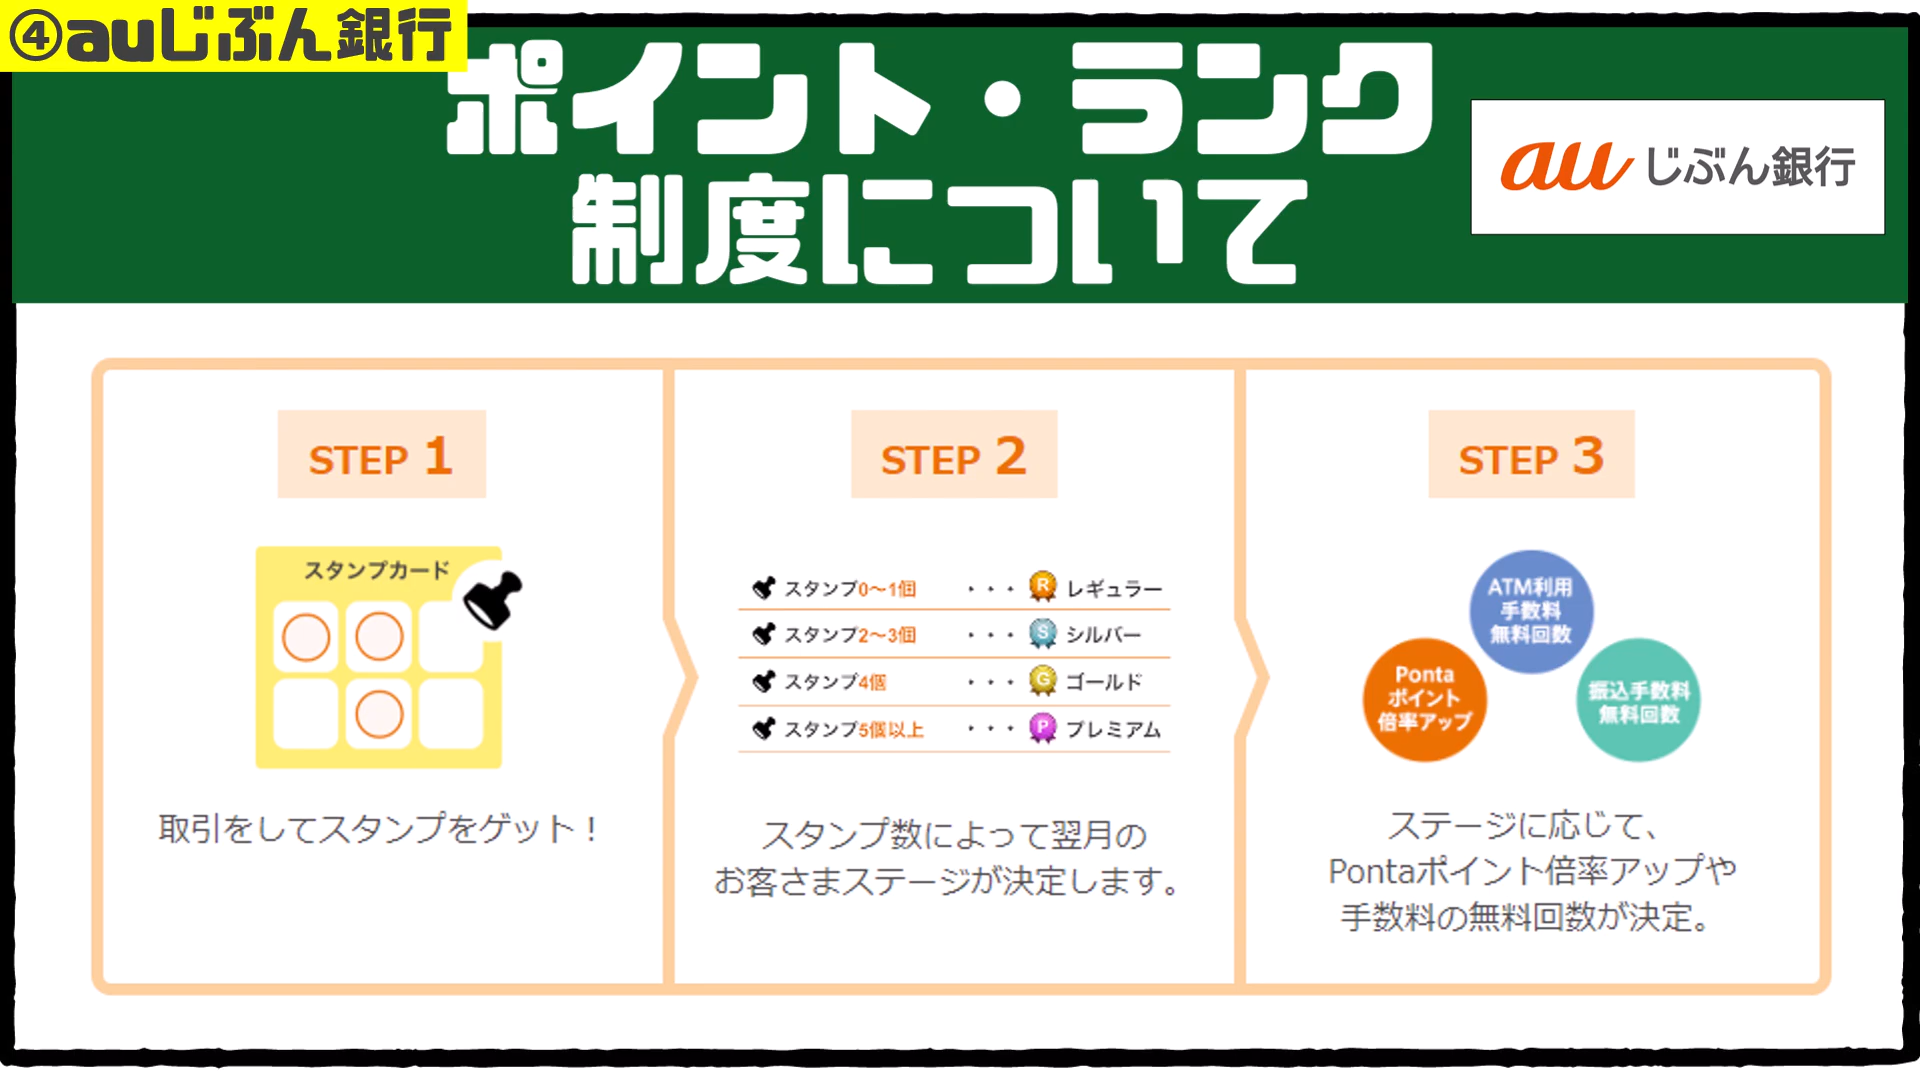 ④auじぶん銀行
ポイント・ランク
制度について
au じぶん銀行
STEP 1
スタンプカード
取引をしてスタンプをゲット！
STEP 2
スタンプ0〜1個 ・・・ R レギュラー
スタンプ2〜3個 ・・・ S シルバー
スタンプ4個 ・・・ G ゴールド
スタンプ5個以上 ・・・ P プレミアム
スタンプ数によって翌月の
お客さまステージが決定します。
STEP 3
ATM利用
手数料
無料回数
Ponta
ポイント
倍率アップ
振込手数料
無料回数
ステージに応じて、
Pontaポイント倍率アップや
手数料の無料回数が決定。